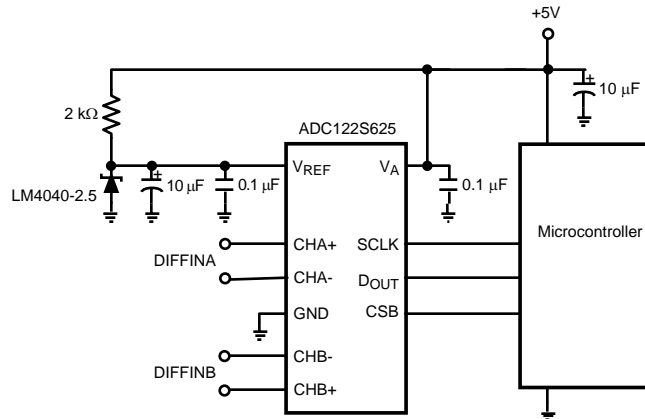 +5V
10 µF
2 kΩ
ADC122S625
VREF
VA
LM4040-2.5
10 µF
0.1 µF
0.1 µF
CHA+
SCLK
Microcontroller
DIFFINA
CHA-
DOUT
GND
CSB
CHB-
DIFFINB
CHB+